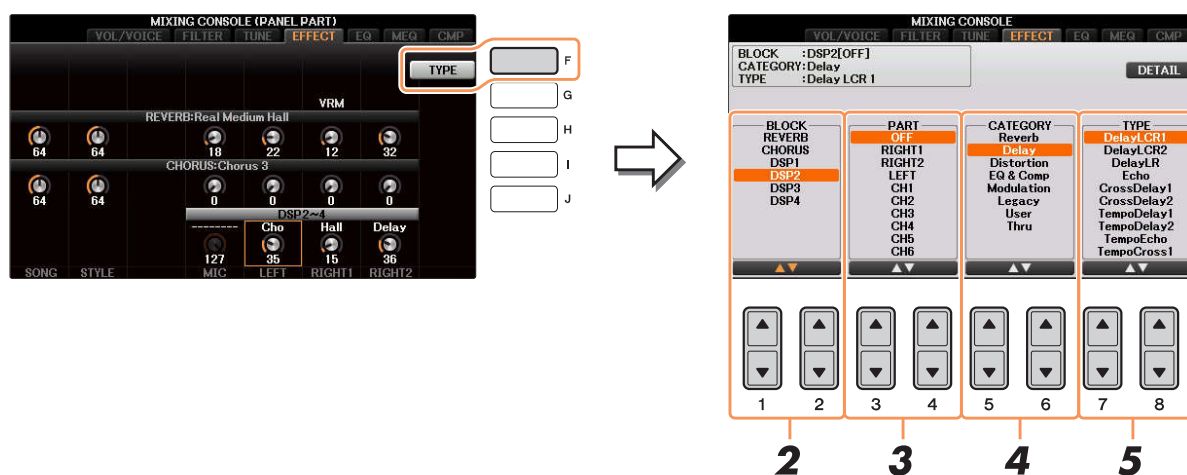 MIXING CONSOLE (PANEL PART)
VOL/VOICE FILTER TUNE EFFECT EQ MEQ CMP
TYPE
F
G
H
I
J
VRM
REVERB:Real Medium Hall
64 64 18 22 12 32
CHORUS:Chorus 3
64 64 0 0 0 0
DSP2~4
-------- Cho Hall Delay
127 35 15 36
SONG STYLE MIC LEFT RIGHT1 RIGHT2
MIXING CONSOLE
VOL/VOICE FILTER TUNE EFFECT EQ MEQ CMP
BLOCK :DSP2[OFF]
CATEGORY:Delay
TYPE :Delay LCR 1
DETAIL
BLOCK
REVERB
CHORUS
DSP1
DSP2
DSP3
DSP4
PART
OFF
RIGHT1
RIGHT2
LEFT
CH1
CH2
CH3
CH4
CH5
CH6
CATEGORY
Reverb
Delay
Distortion
EQ & Comp
Modulation
Legacy
User
Thru
TYPE
DelayLCR1
DelayLCR2
DelayLR
Echo
CrossDelay1
CrossDelay2
TempoDelay1
TempoDelay2
TempoEcho
TempoCross1
1 2 3 4 5 6 7 8
2 3 4 5